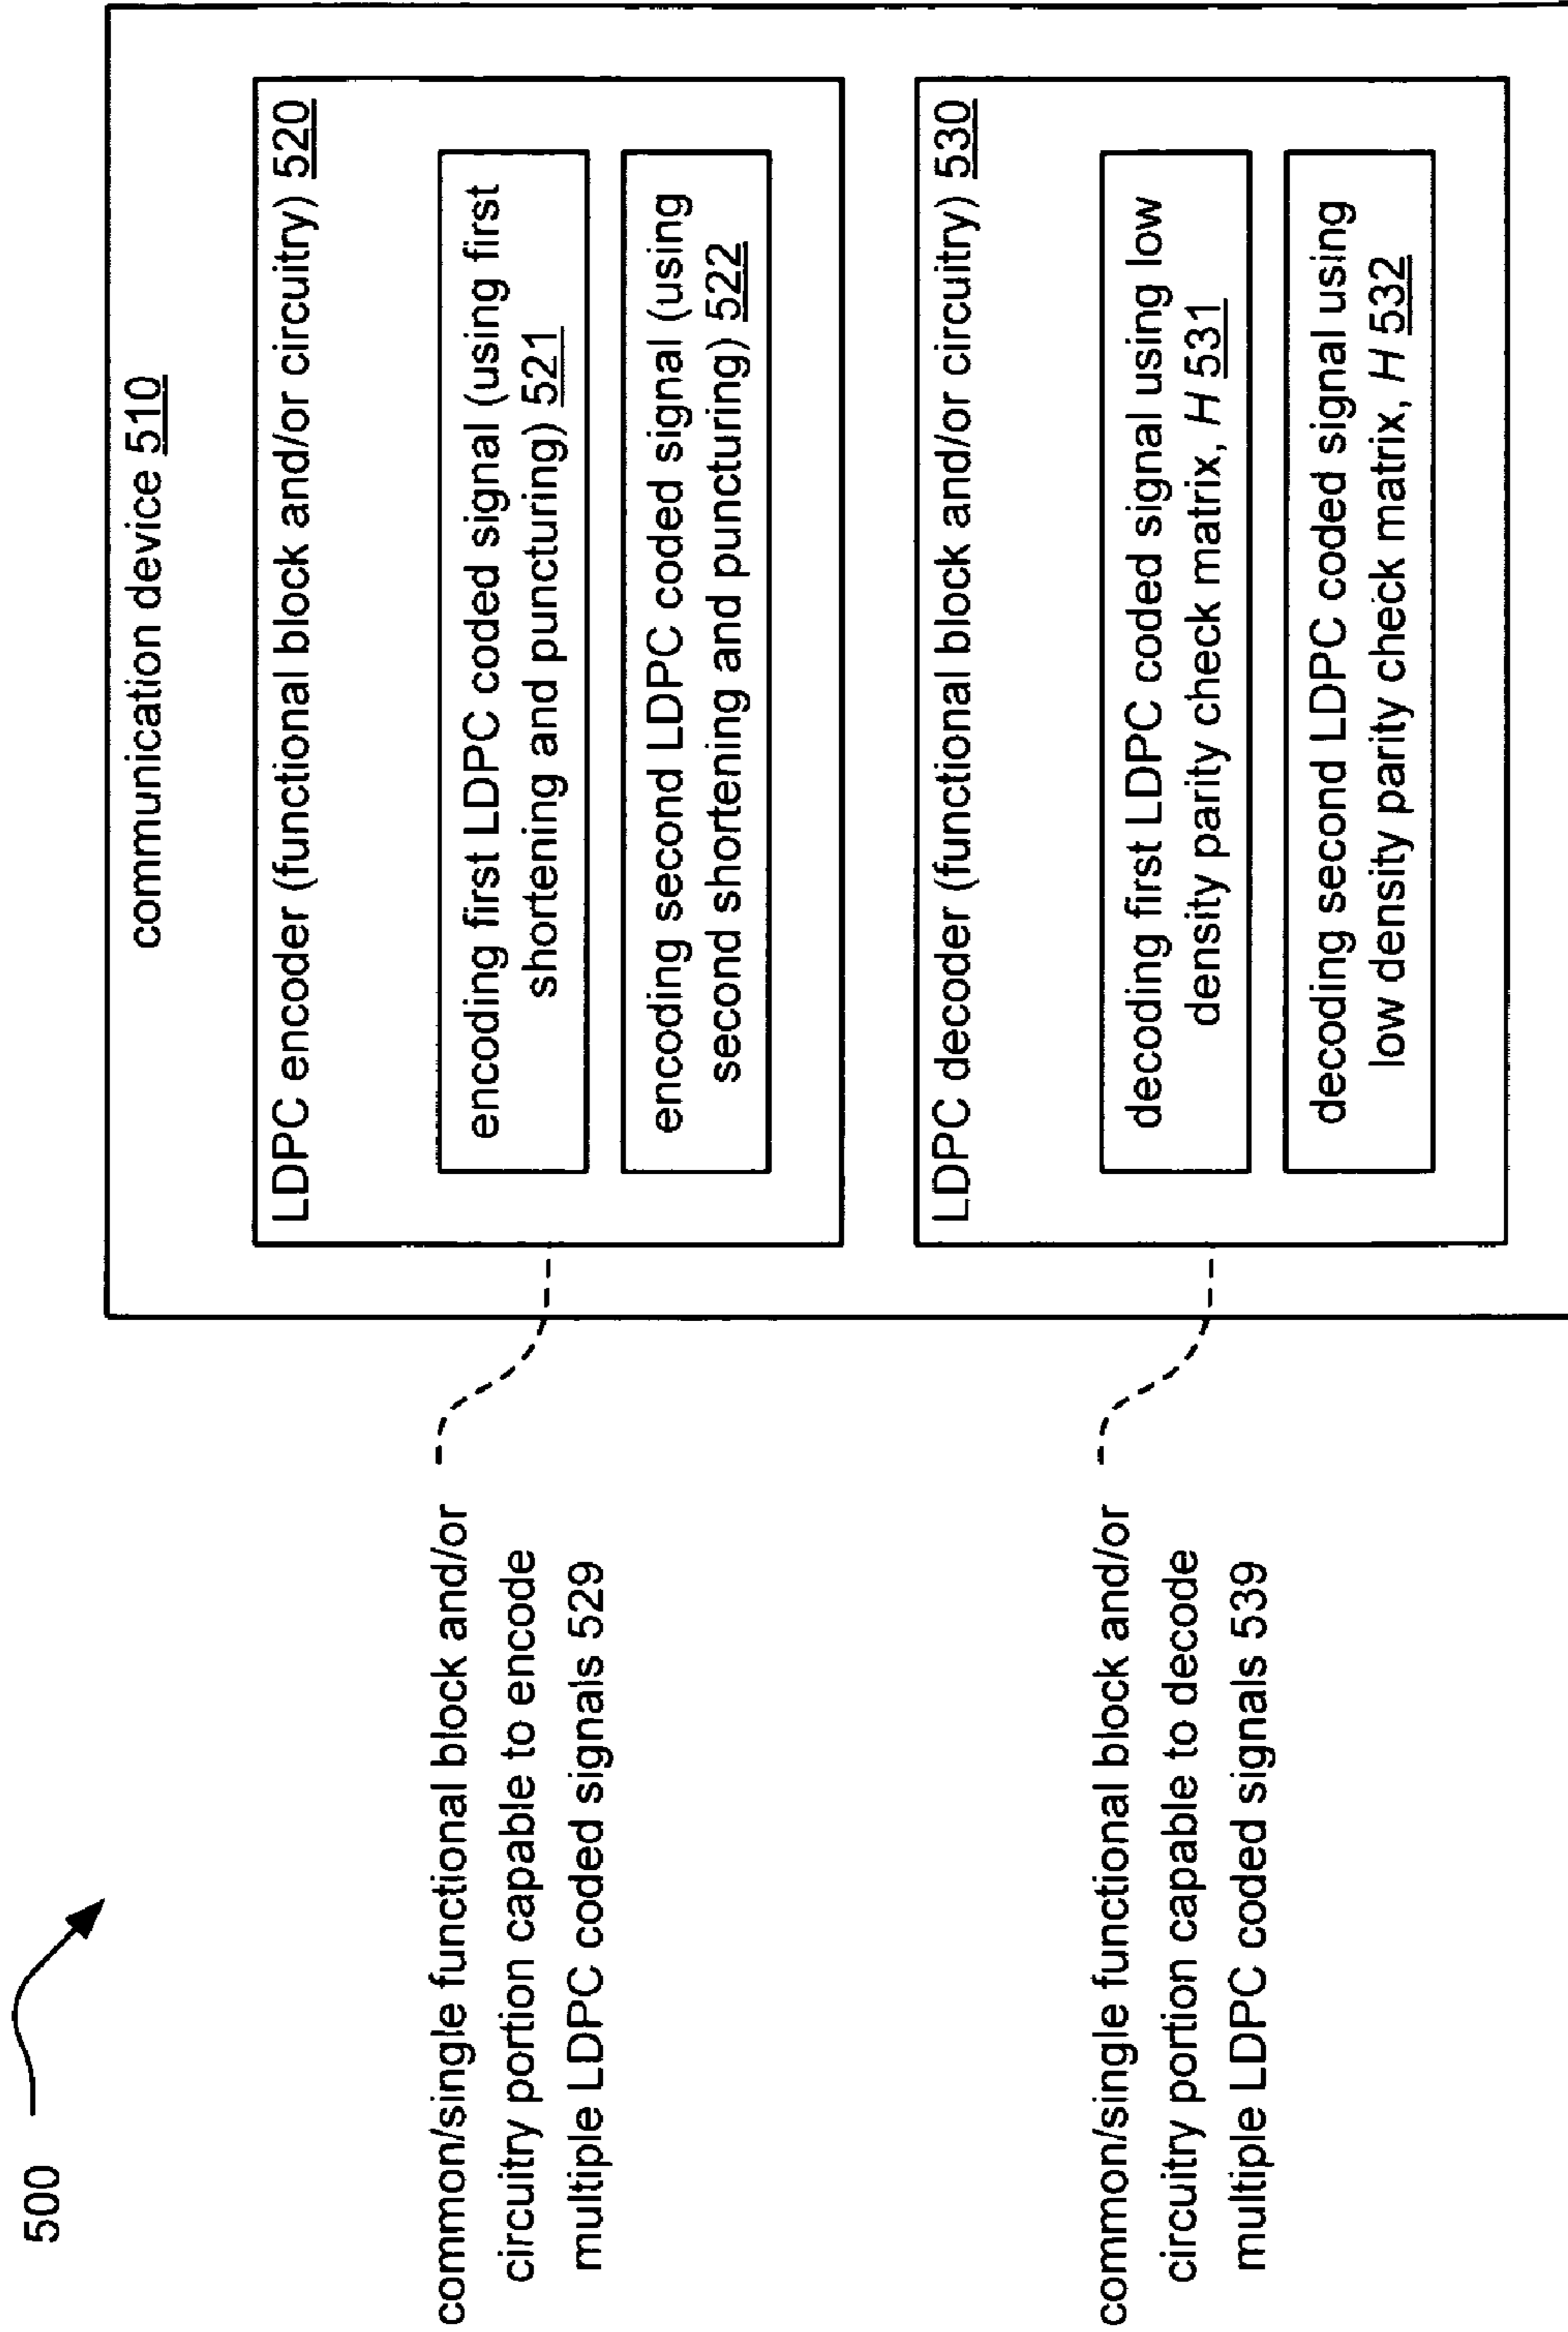 500
communication device 510
LDPC encoder (functional block and/or circuitry) 520
encoding first LDPC coded signal (using first
shortening and puncturing) 521
encoding second LDPC coded signal (using
second shortening and puncturing) 522
common/single functional block and/or
circuitry portion capable to encode
multiple LDPC coded signals 529
LDPC decoder (functional block and/or circuitry) 530
decoding first LDPC coded signal using low
density parity check matrix, H 531
decoding second LDPC coded signal using
low density parity check matrix, H 532
common/single functional block and/or
circuitry portion capable to decode
multiple LDPC coded signals 539